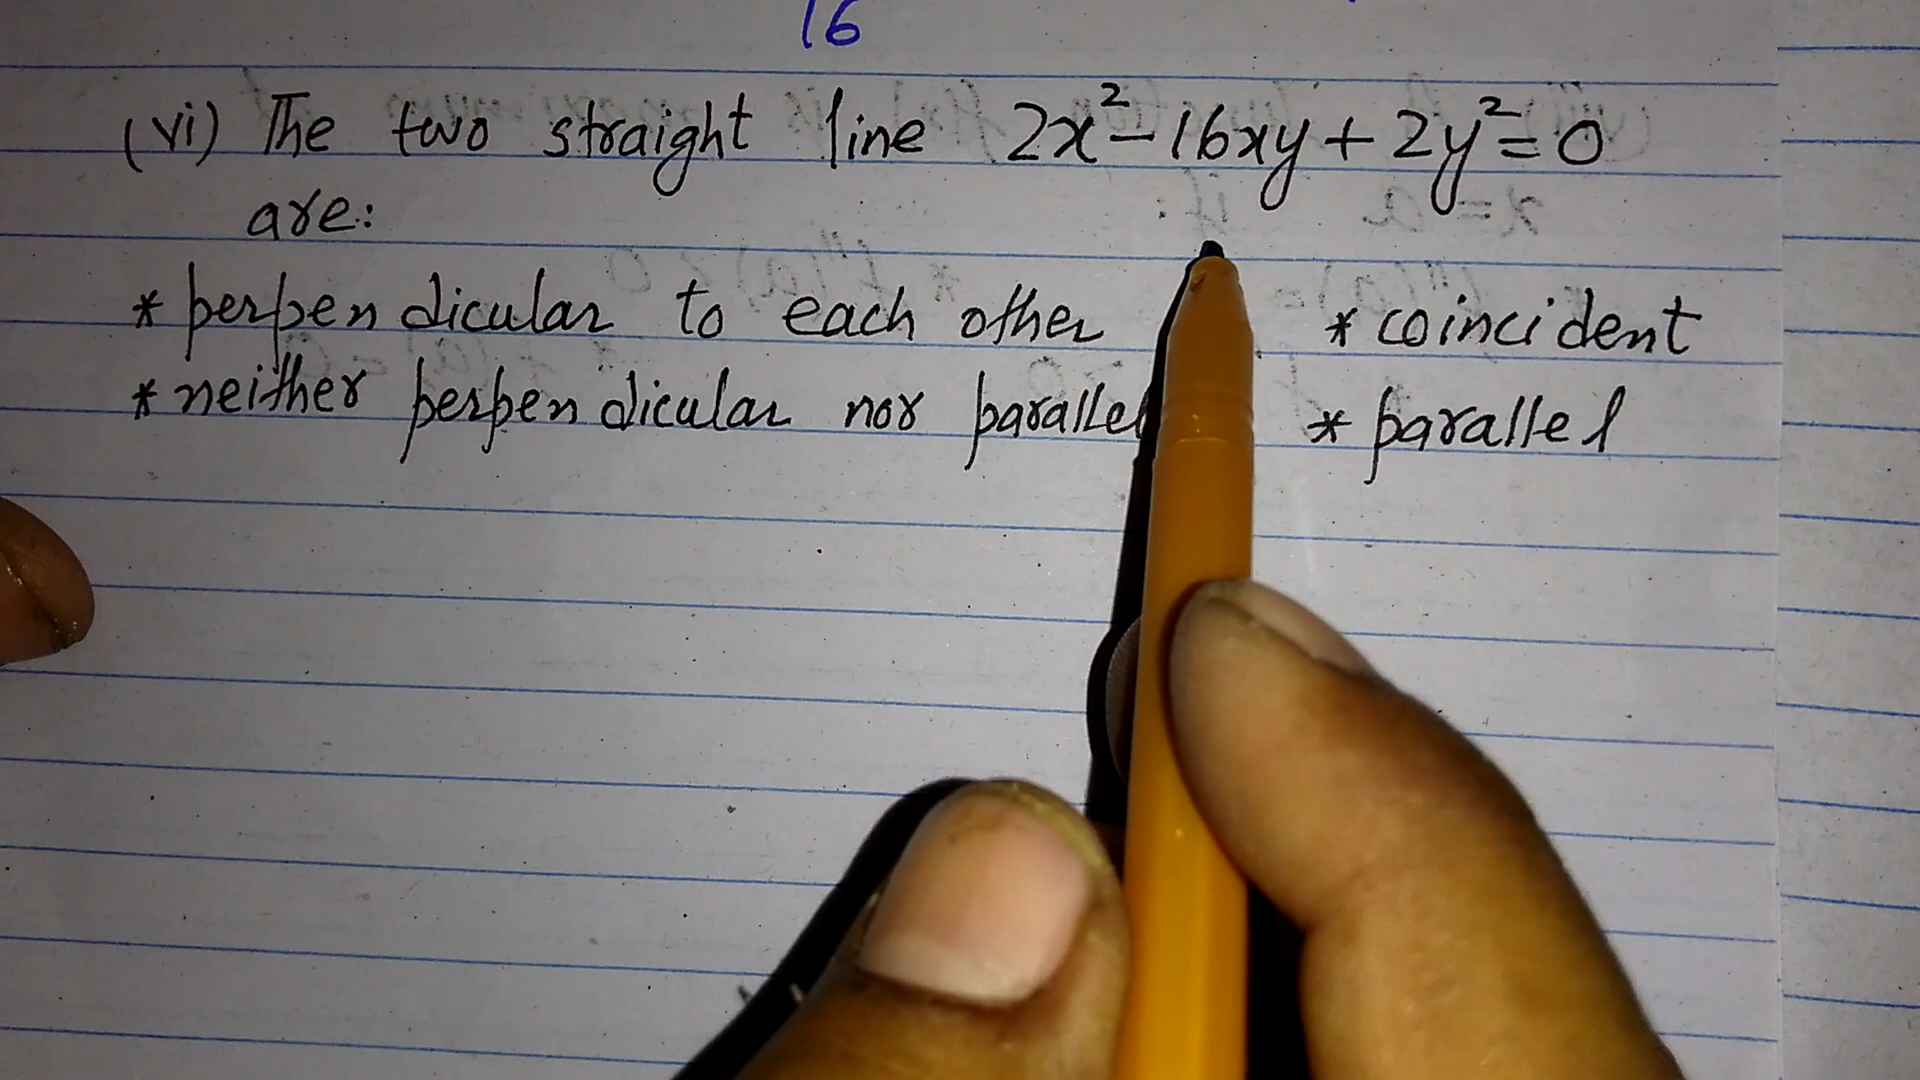 16
(vi) The two straight line 2x²-16xy+2y²=0
are:
* perpendicular to each other * coincident
* neither perpendicular nor parallel * parallel